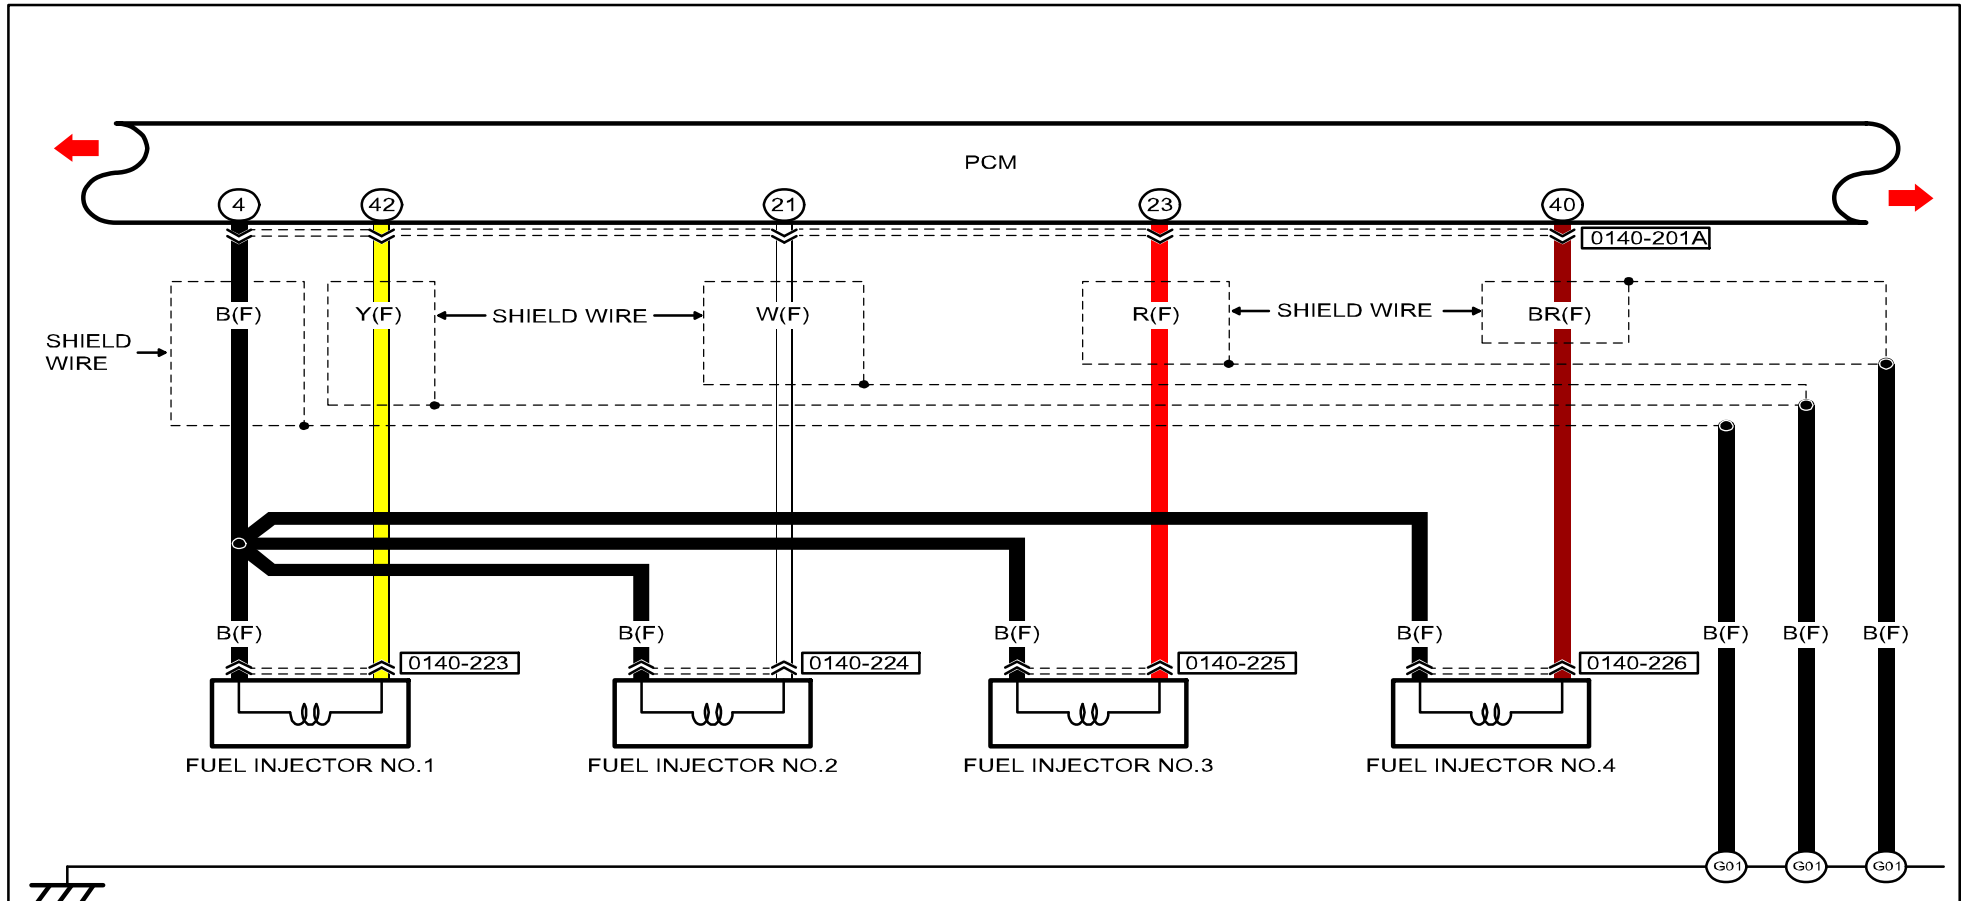 PCM
4 42 21 23 40
0140-201A
B(F) Y(F) SHIELD WIRE W(F) R(F) SHIELD WIRE BR(F)
SHIELD
WIRE
B(F) B(F) B(F) B(F) B(F) B(F) B(F)
0140-223 0140-224 0140-225 0140-226
FUEL INJECTOR NO.1 FUEL INJECTOR NO.2 FUEL INJECTOR NO.3 FUEL INJECTOR NO.4
G01 G01 G01